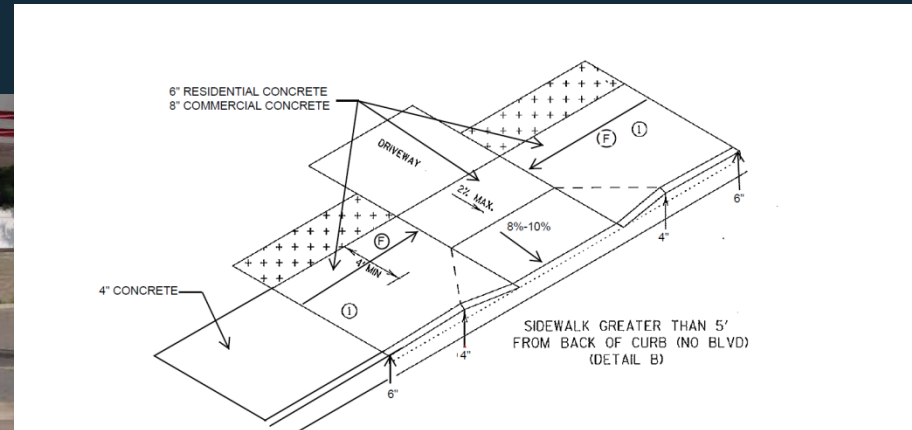 6" RESIDENTIAL CONCRETE
8" COMMERCIAL CONCRETE
DRIVEWAY
(F) 1
2% MAX.
6"
8%-10%
4"
F
4' MIN
4" CONCRETE
1
SIDEWALK GREATER THAN 5'
FROM BACK OF CURB (NO BLVD)
(DETAIL B)
4"
6"